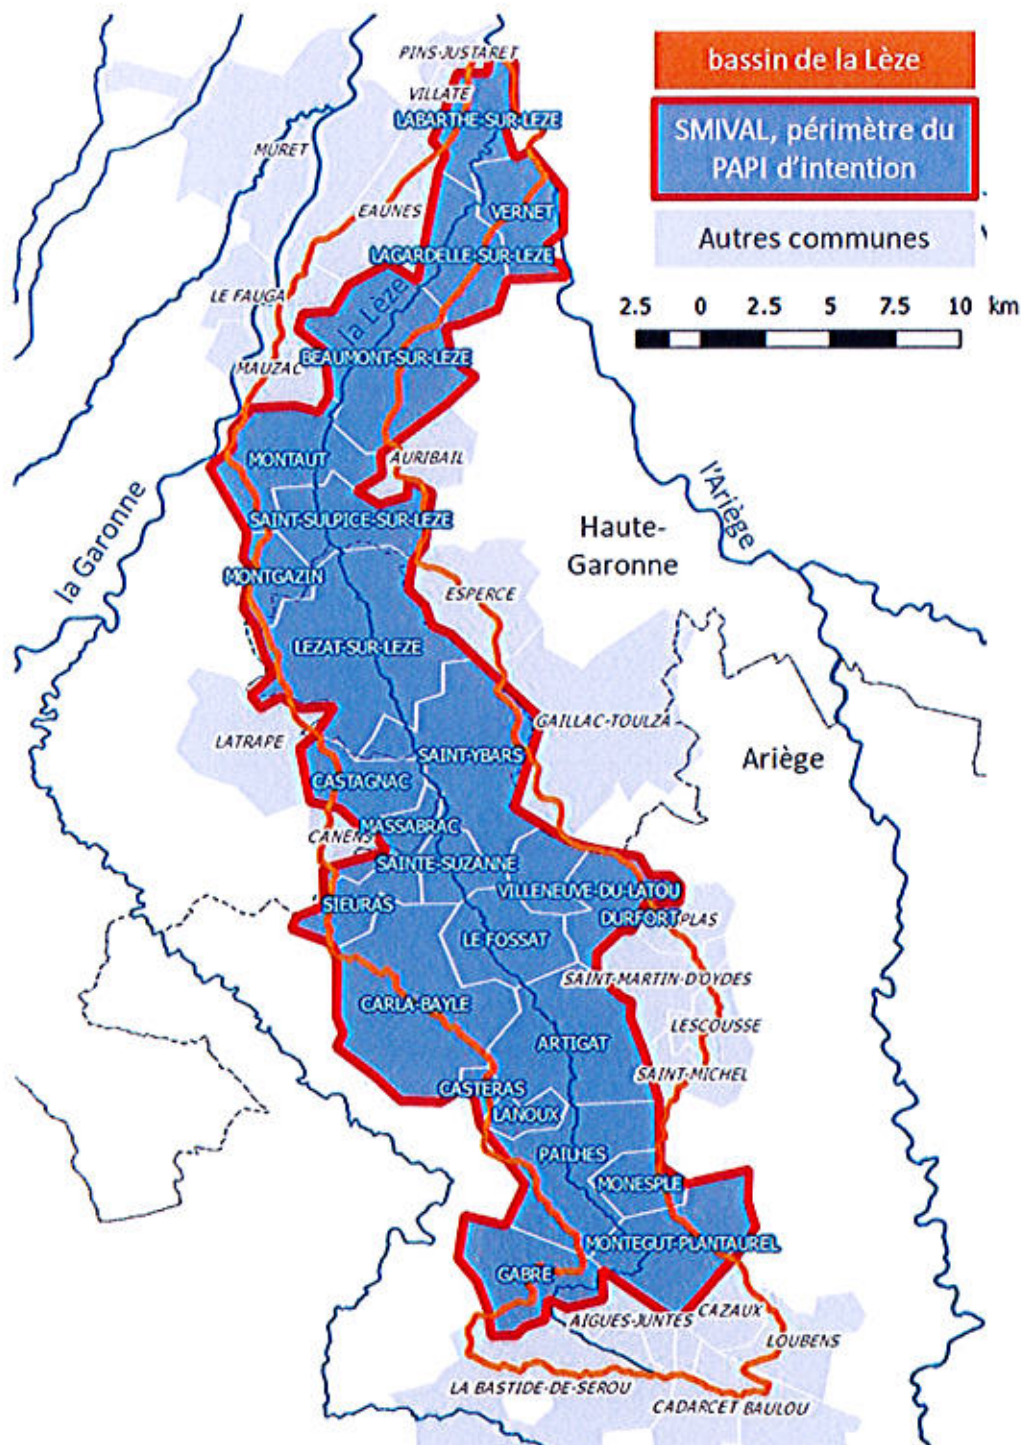 PINS-JUSTARET
bassin de la Lèze
VILLATE
LABARTHE-SUR-LEZE
SMIVAL, périmètre du
PAPI d'intention
MURET
EAUNES
VERNET
Autres communes
LAGARDELLE-SUR-LEZE
LE FAUGA
la Lèze
2.5 0 2.5 5 7.5 10 km
BEAUMONT-SUR-LEZE
MAUZAC
MONTAUT
AURIBAIL
la Garonne
l'Ariège
SAINT-SULPICE-SUR-LEZE
Haute-
Garonne
MONTGAZIN
ESPERCE
LEZAT-SUR-LEZE
LATRAPE
GAILLAC-TOULZA
SAINT-YBARS
Ariège
CASTAGNAC
MASSABRAC
CANENS
SAINTE-SUZANNE
VILLENEUVE-DU-LATOU
SIEURAS
DURFORT
PLAS
LE FOSSAT
SAINT-MARTIN-D'OYDES
CARLA-BAYLE
LESCOUSSE
ARTIGAT
SAINT-MICHEL
CASTERAS
LANOUX
PAILHES
MONESPLE
MONTEGUT-PLANTAUREL
GABRE
CAZAUX
AIGUES-JUNTES
LOUBENS
LA BASTIDE-DE-SEROU
CADARCET BAULOU